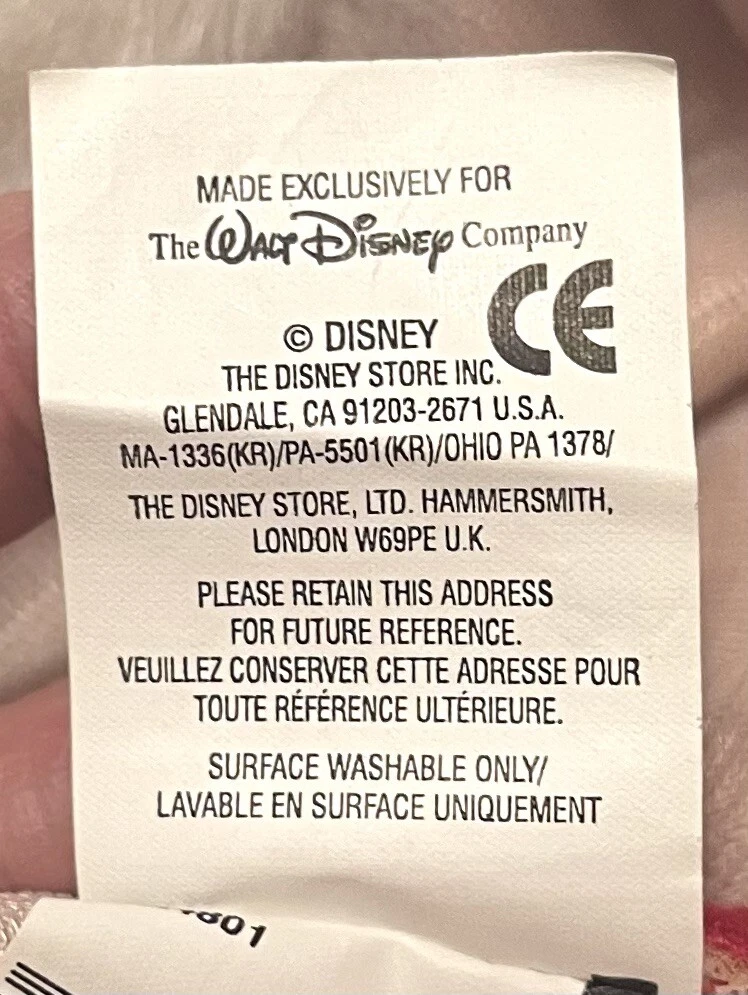 MADE EXCLUSIVELY FOR
The Walt Disney Company
CE
© DISNEY
THE DISNEY STORE INC.
GLENDALE, CA 91203-2671 U.S.A.
MA-1336(KR)/PA-5501(KR)/OHIO PA 1378/
THE DISNEY STORE, LTD. HAMMERSMITH,
LONDON W69PE U.K.
PLEASE RETAIN THIS ADDRESS
FOR FUTURE REFERENCE.
VEUILLEZ CONSERVER CETTE ADRESSE POUR
TOUTE RÉFÉRENCE ULTÉRIEURE.
SURFACE WASHABLE ONLY/
LAVABLE EN SURFACE UNIQUEMENT